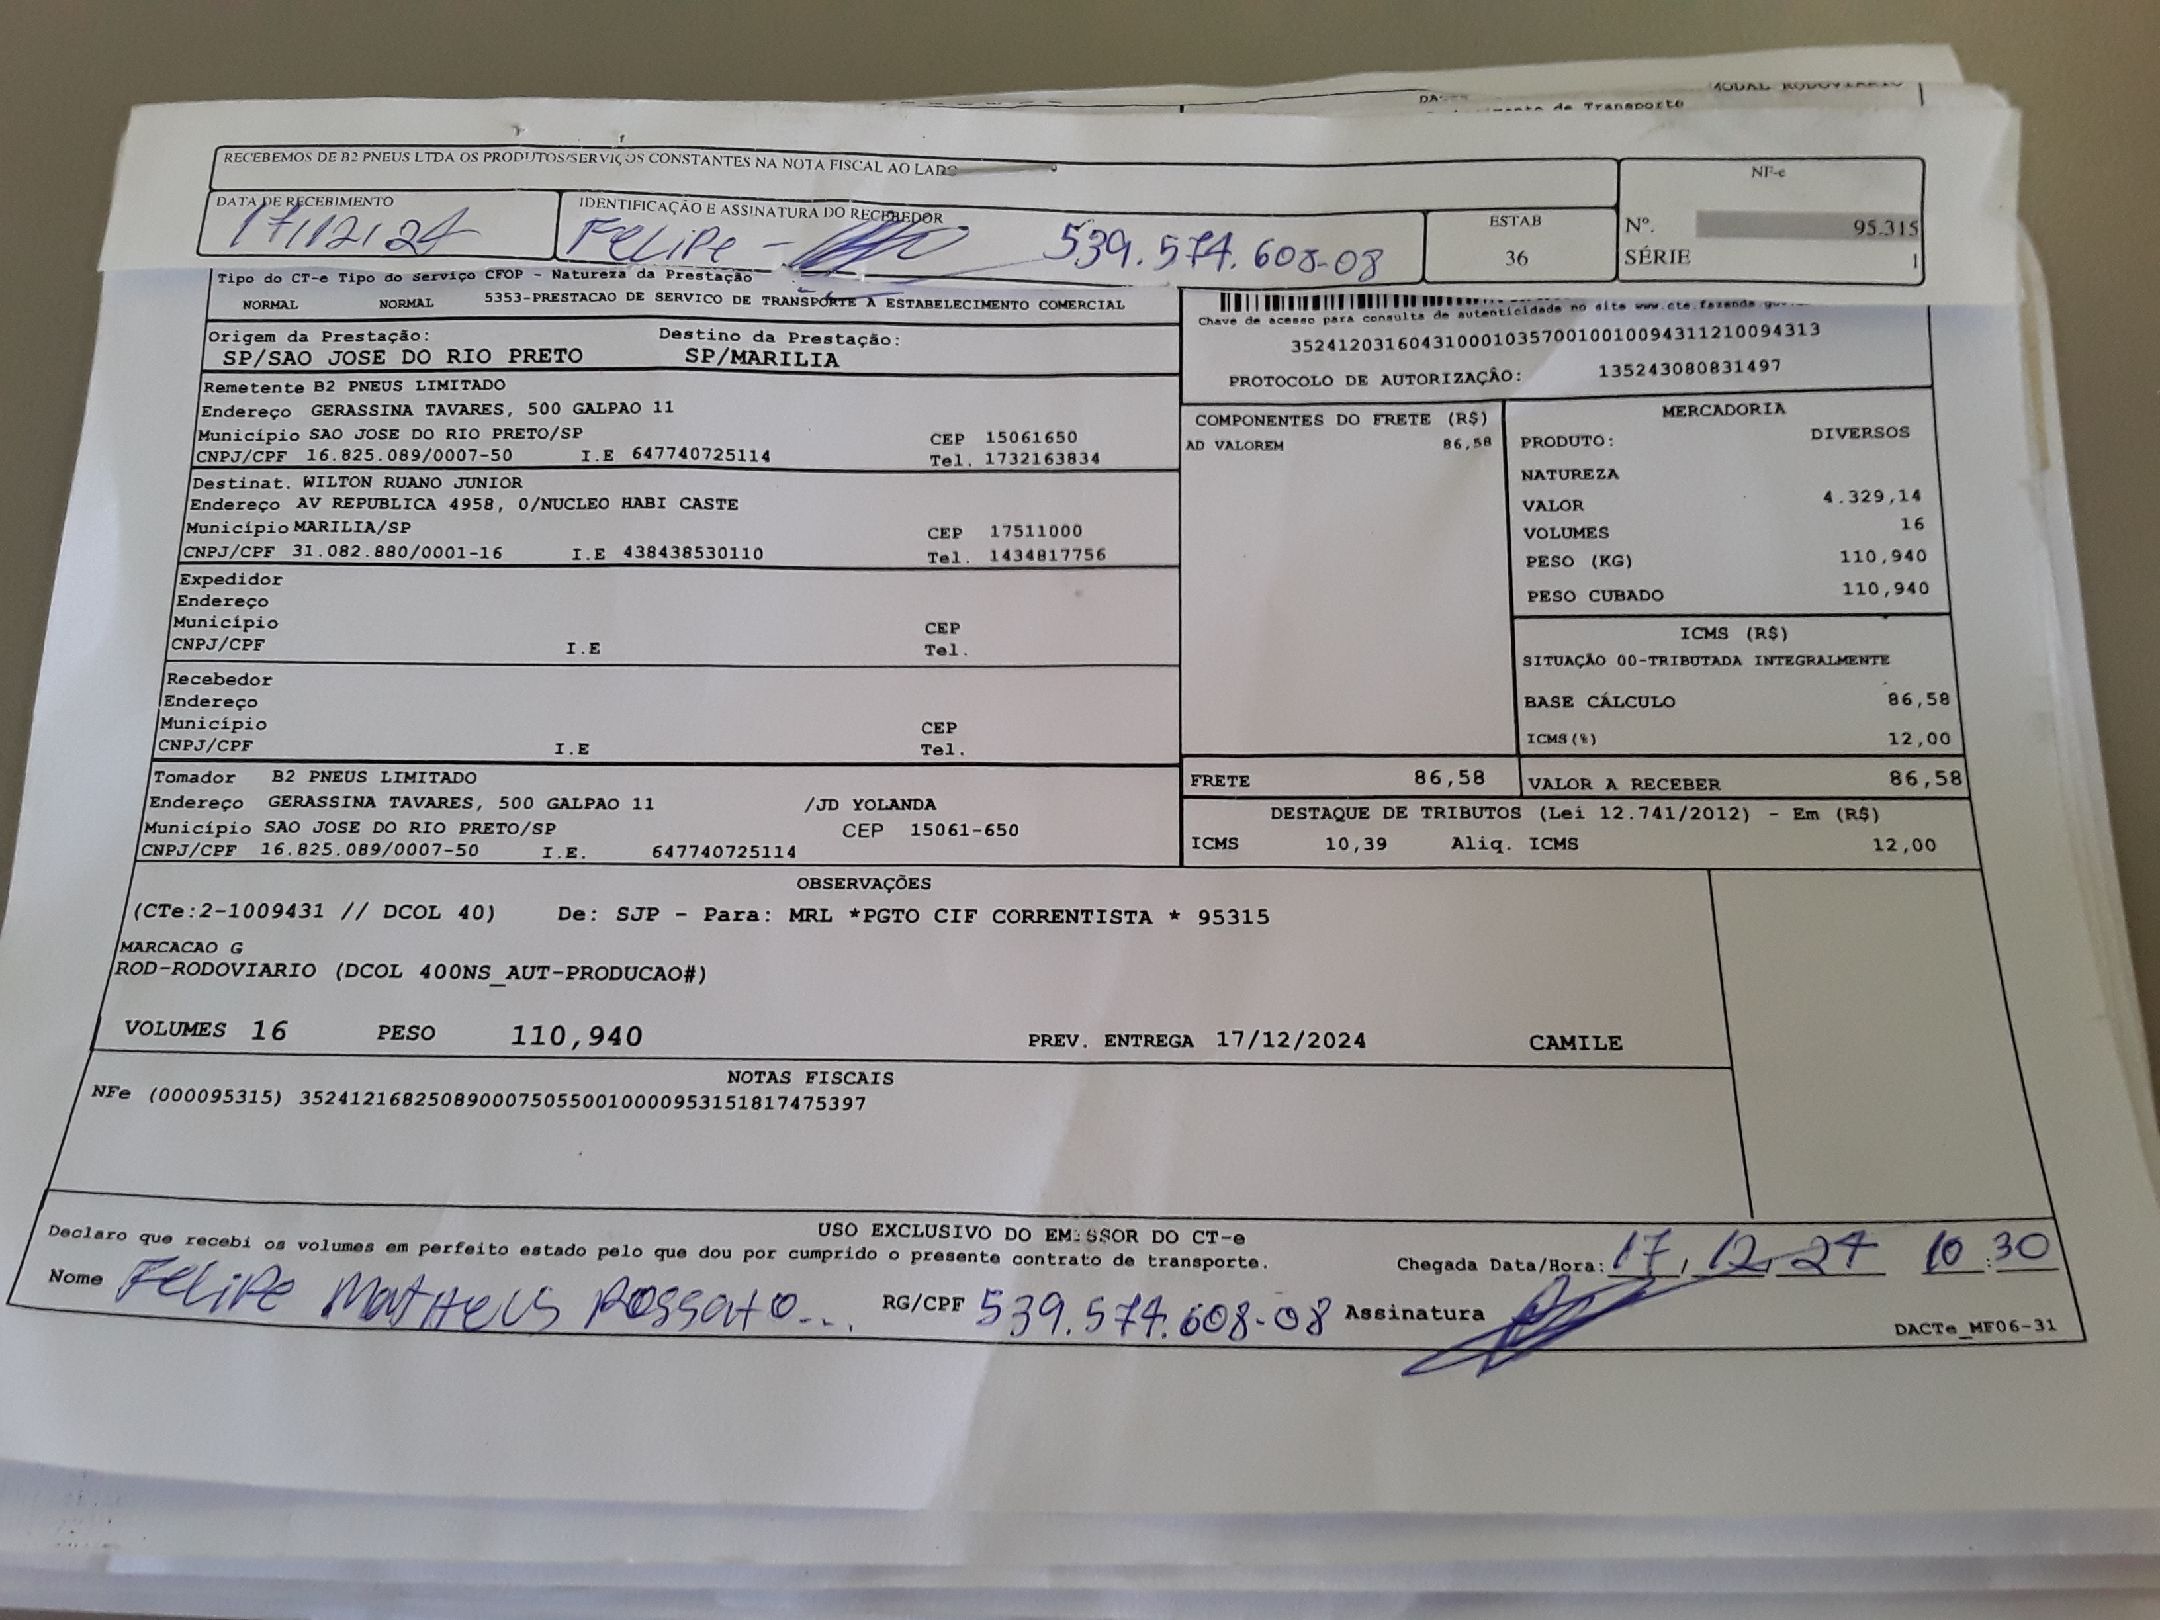 MODAL RODOVIARIO
de Transporte
RECEBEMOS DE B2 PNEUS LTDA OS PRODUTOS/SERVIÇOS CONSTANTES NA NOTA FISCAL AO LADO
DATA DE RECEBIMENTO
17/12/24
IDENTIFICAÇÃO E ASSINATURA DO RECEBEDOR
Felipe - 539.574.608-08
ESTAB
36
NF-e
Nº. 95.315
SÉRIE 1
Tipo do CT-e Tipo do Serviço CFOP - Natureza da Prestação
NORMAL NORMAL 5353-PRESTACAO DE SERVICO DE TRANSPORTE A ESTABELECIMENTO COMERCIAL
Origem da Prestação: Destino da Prestação:
SP/SAO JOSE DO RIO PRETO SP/MARILIA
Chave de acesso para consulta de autenticidade no site www.cte.fazenda.gov
35241203160431000103570010010094311210094313
PROTOCOLO DE AUTORIZAÇÃO: 135243080831497
Remetente B2 PNEUS LIMITADO
Endereço GERASSINA TAVARES, 500 GALPAO 11
Município SAO JOSE DO RIO PRETO/SP CEP 15061650
CNPJ/CPF 16.825.089/0007-50 I.E 647740725114 Tel. 1732163834
Destinat. WILTON RUANO JUNIOR
Endereço AV REPUBLICA 4958, 0/NUCLEO HABI CASTE
Município MARILIA/SP CEP 17511000
CNPJ/CPF 31.082.880/0001-16 I.E 438438530110 Tel. 1434817756
Expedidor
Endereço
Município CEP
CNPJ/CPF I.E Tel.
Recebedor
Endereço
Município CEP
CNPJ/CPF I.E Tel.
Tomador B2 PNEUS LIMITADO
Endereço GERASSINA TAVARES, 500 GALPAO 11 /JD YOLANDA
Município SAO JOSE DO RIO PRETO/SP CEP 15061-650
CNPJ/CPF 16.825.089/0007-50 I.E. 647740725114
COMPONENTES DO FRETE (R$)
AD VALOREM 86,58
MERCADORIA
PRODUTO: DIVERSOS
NATUREZA
VALOR 4.329,14
VOLUMES 16
PESO (KG) 110,940
PESO CUBADO 110,940
ICMS (R$)
SITUAÇÃO 00-TRIBUTADA INTEGRALMENTE
BASE CÁLCULO 86,58
ICMS(%) 12,00
FRETE 86,58 VALOR A RECEBER 86,58
DESTAQUE DE TRIBUTOS (Lei 12.741/2012) - Em (R$)
ICMS 10,39 Aliq. ICMS 12,00
OBSERVAÇÕES
(CTe:2-1009431 // DCOL 40) De: SJP - Para: MRL *PGTO CIF CORRENTISTA * 95315
MARCACAO G
ROD-RODOVIARIO (DCOL 400NS_AUT-PRODUCAO#)
VOLUMES 16 PESO 110,940 PREV. ENTREGA 17/12/2024 CAMILE
NOTAS FISCAIS
NFe (000095315) 35241216825089000750550010000953151817475397
USO EXCLUSIVO DO EMISSOR DO CT-e
Declaro que recebi os volumes em perfeito estado pelo que dou por cumprido o presente contrato de transporte. Chegada Data/Hora: 17/12/24 10:30
Nome Felipe Matheus Rossato... RG/CPF 539.574.608-08 Assinatura
DACTe_MF06-31